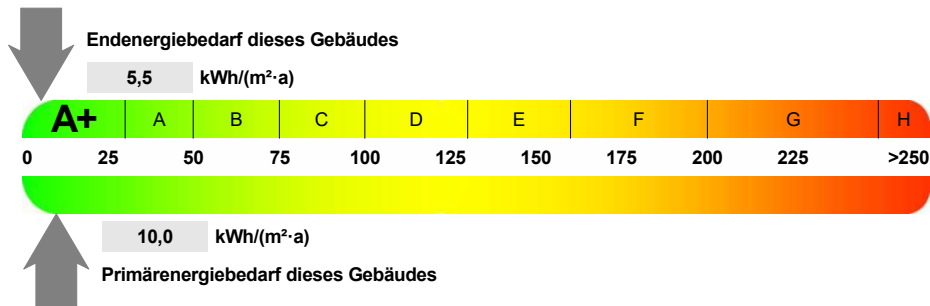 Endenergiebedarf dieses Gebäudes
5,5 kWh/(m²·a)
A+ A B C D E F G H
0 25 50 75 100 125 150 175 200 225 >250
10,0 kWh/(m²·a)
Primärenergiebedarf dieses Gebäudes